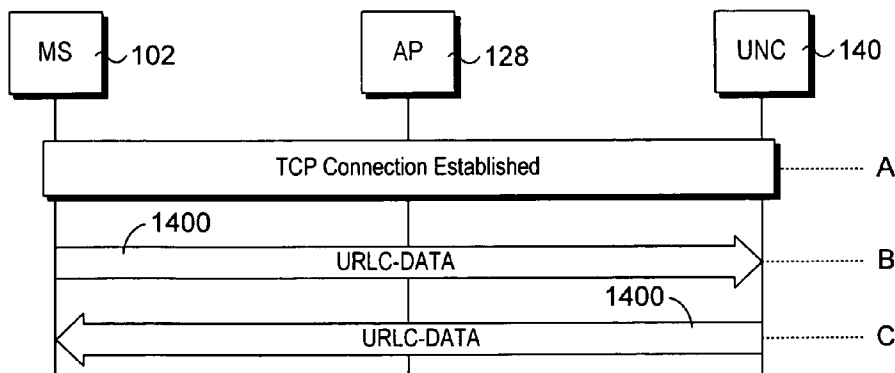 MS 102 AP 128 UNC 140
TCP Connection Established A
1400
URLC-DATA B
1400
URLC-DATA C